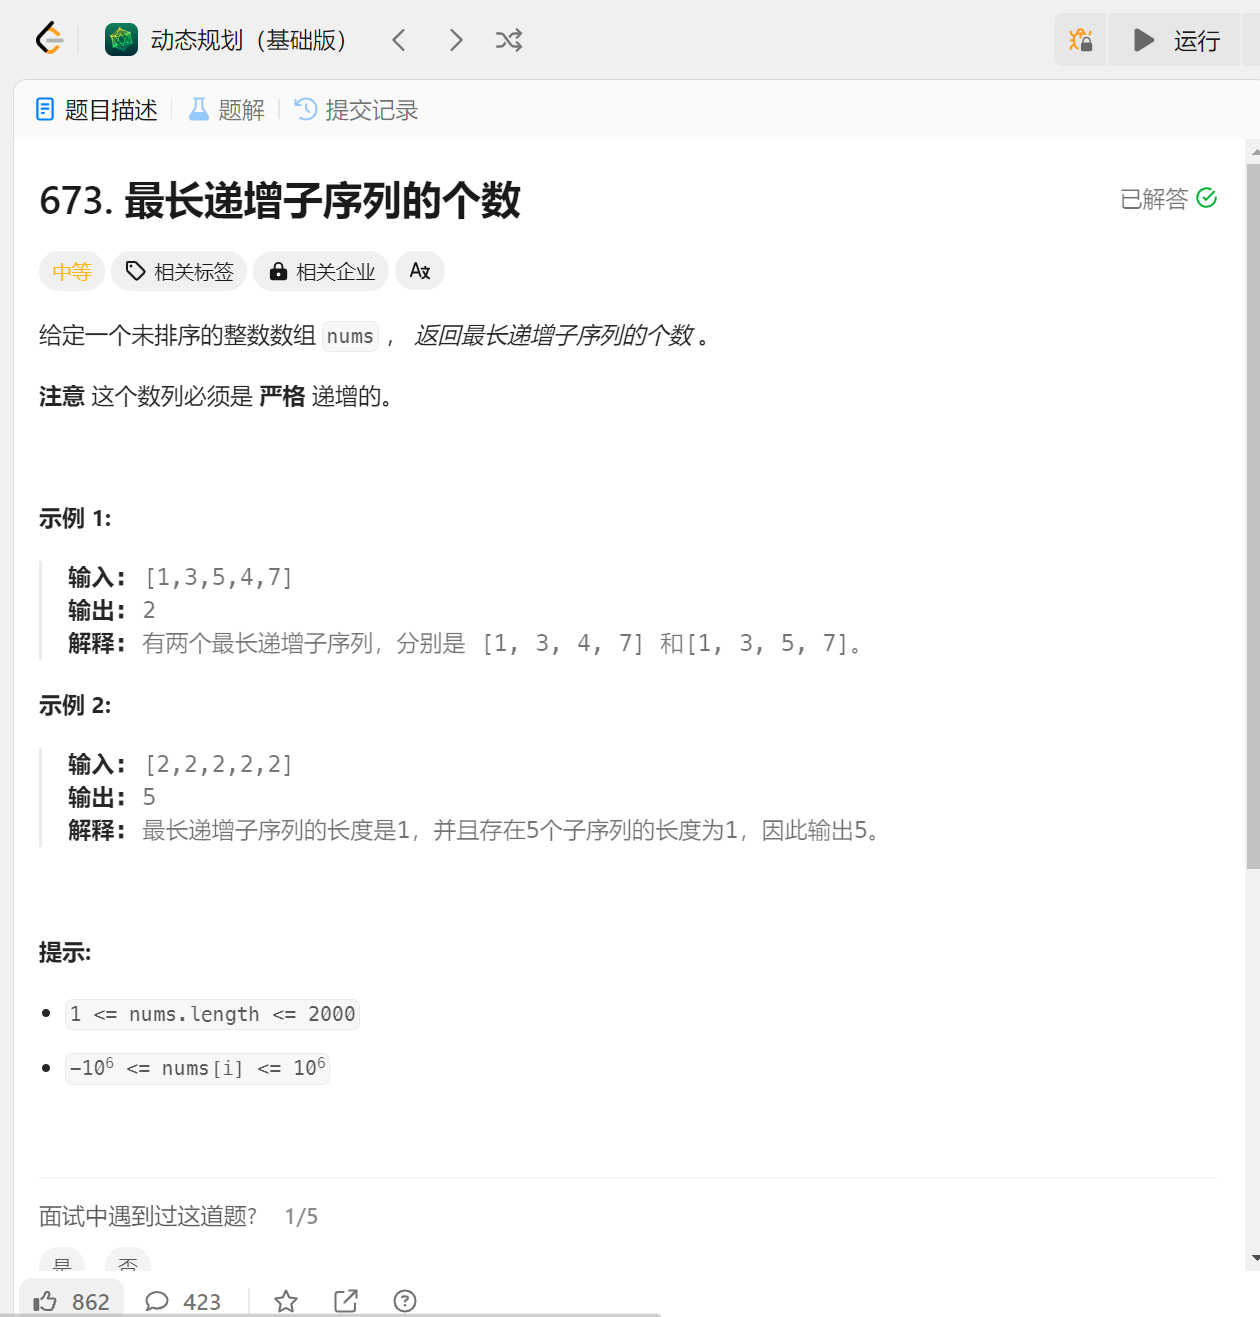 动态规划（基础版）
运行
题目描述 题解 提交记录
673. 最长递增子序列的个数
已解答
中等 相关标签 相关企业
给定一个未排序的整数数组 nums ， 返回最长递增子序列的个数 。
注意 这个数列必须是 严格 递增的。
示例 1:
输入： [1,3,5,4,7]
输出： 2
解释： 有两个最长递增子序列，分别是 [1, 3, 4, 7] 和[1, 3, 5, 7]。
示例 2:
输入： [2,2,2,2,2]
输出： 5
解释： 最长递增子序列的长度是1，并且存在5个子序列的长度为1，因此输出5。
提示:
1 <= nums.length <= 2000
-10⁶ <= nums[i] <= 10⁶
面试中遇到过这道题? 1/5
是 否
862 423